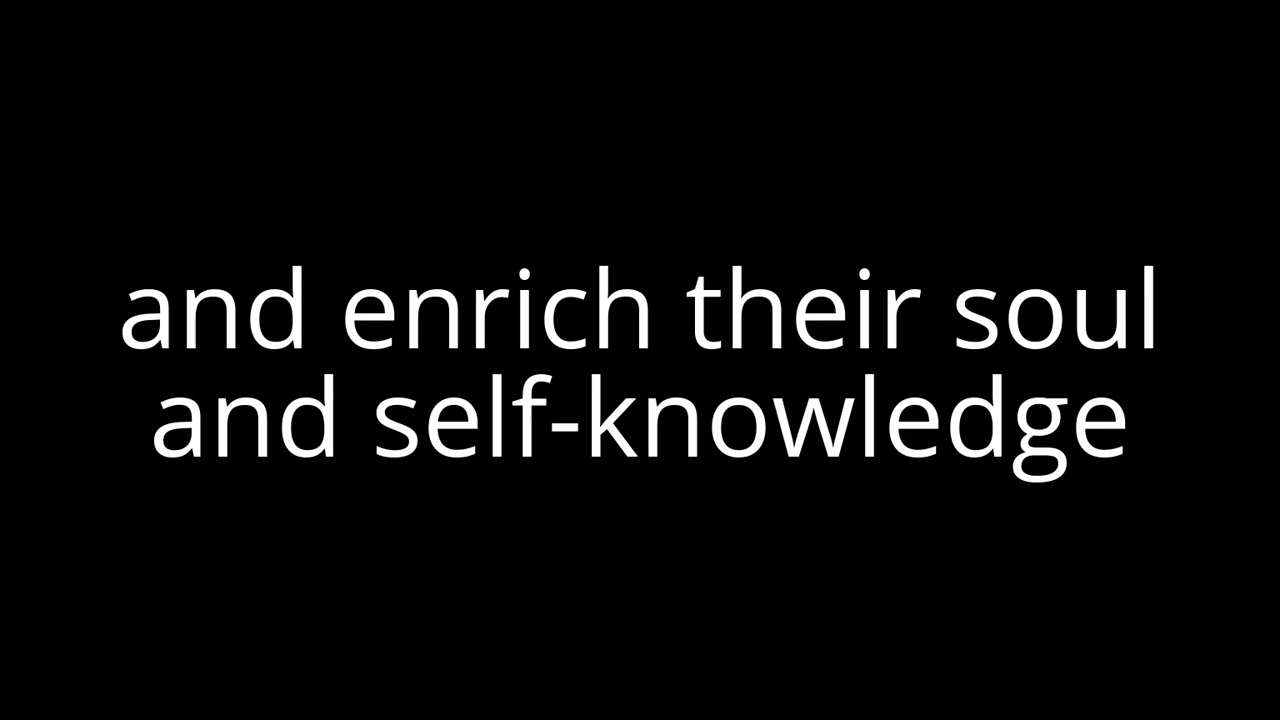 and enrich their soul
and self-knowledge